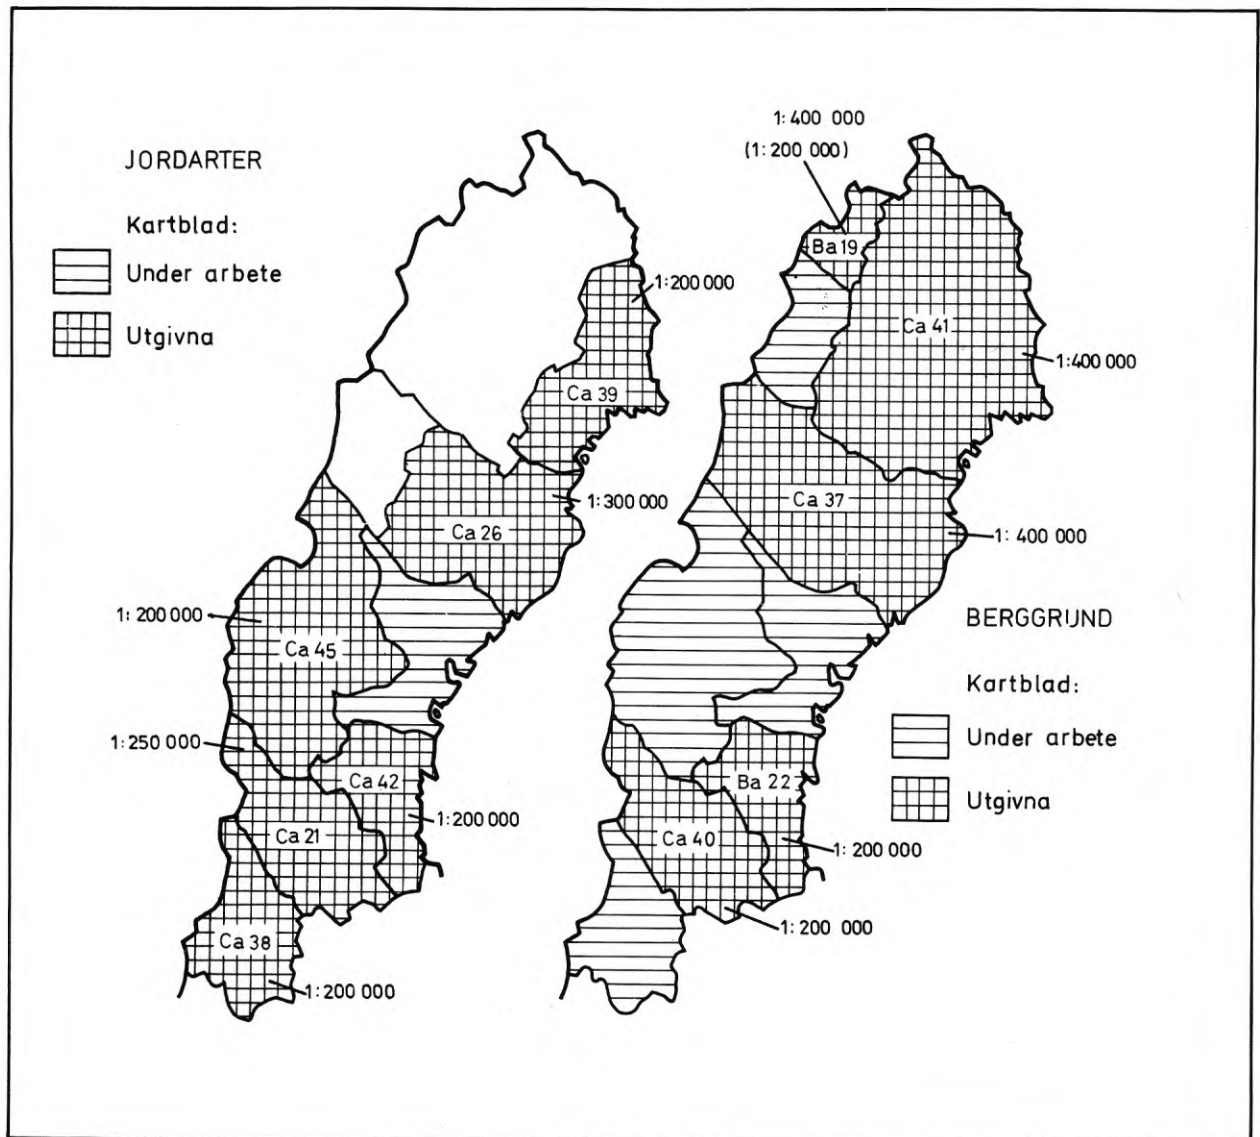 JORDARTER
Kartblad:
Under arbete
Utgivna
1:200 000
Ca 39
1:300 000
Ca 26
1:200 000
Ca 45
1:250 000
Ca 42
1:200 000
Ca 21
Ca 38
1:200 000
1:400 000
(1:200 000)
Ba 19
Ca 41
1:400 000
Ca 37
1:400 000
BERGGRUND
Kartblad:
Under arbete
Utgivna
Ba 22
Ca 40
1:200 000
1:200 000